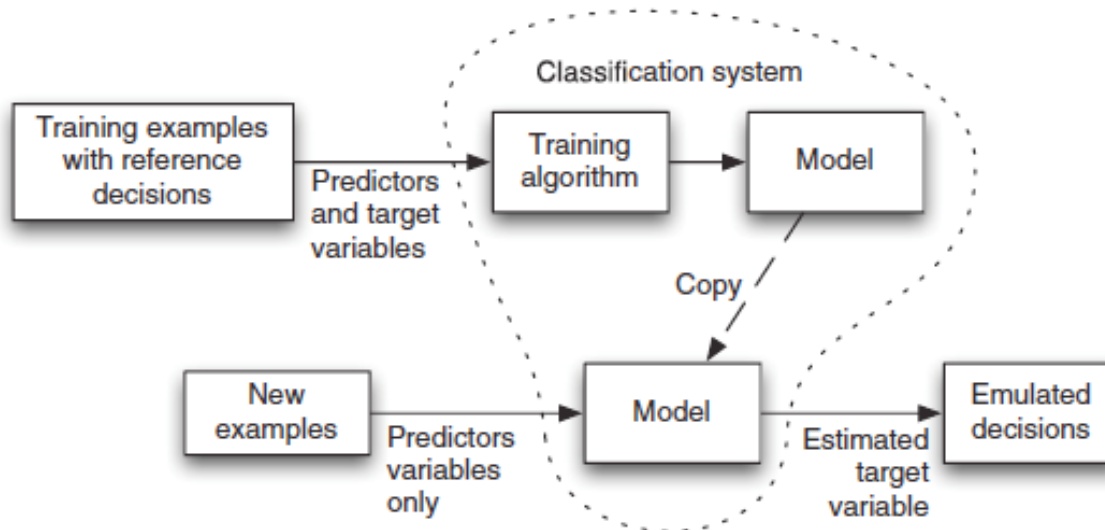 Classification system
Training examples
with reference
decisions
Predictors
and target
variables
Training
algorithm
Model
Copy
New
examples
Predictors
variables
only
Model
Estimated
target
variable
Emulated
decisions